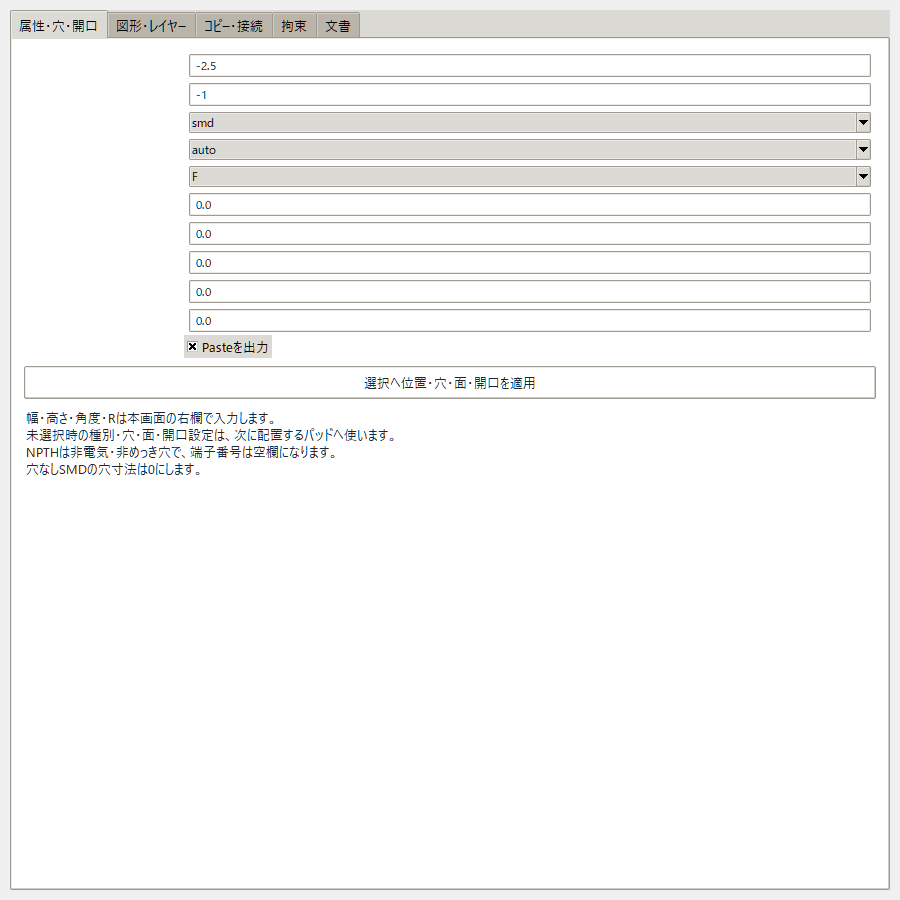 属性・穴・開口 図形・レイヤー コピー・接続 拘束 文書
-2.5
-1
smd
auto
F
0.0
0.0
0.0
0.0
0.0
Pasteを出力
選択へ位置・穴・面・開口を適用
幅・高さ・角度・Rは本画面の右欄で入力します。
未選択時の種別・穴・面・開口設定は、次に配置するパッドへ使います。
NPTHは非電気・非めっき穴で、端子番号は空欄になります。
穴なしSMDの穴寸法は0にします。